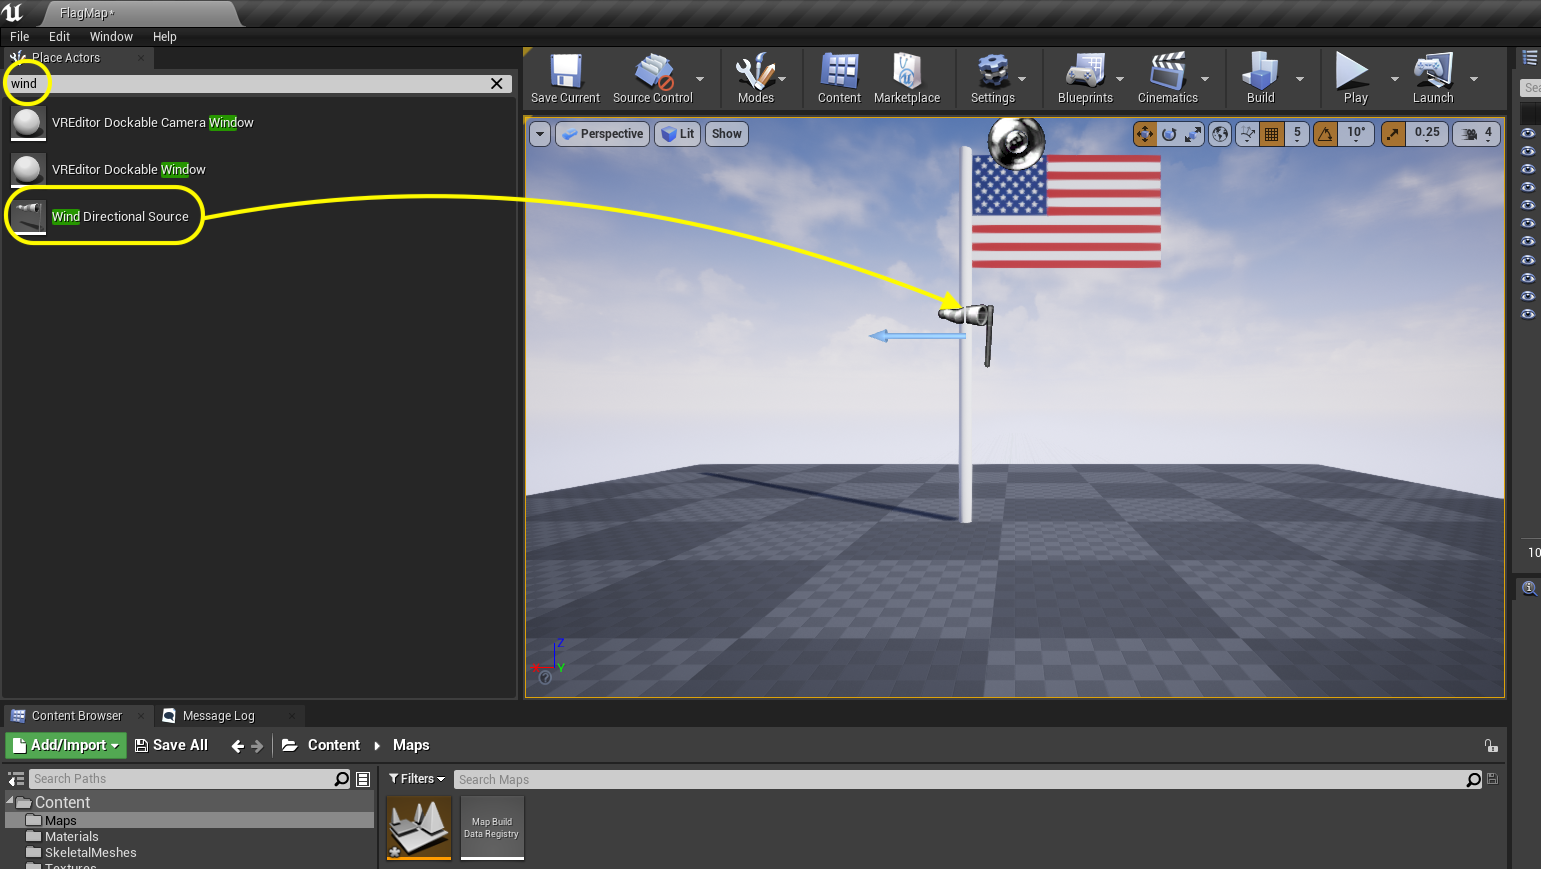 FlagMap*
File Edit Window Help
Place Actors
wind
VREditor Dockable Camera Window
VREditor Dockable Window
Wind Directional Source
Save Current Source Control Modes Content Marketplace Settings Blueprints Cinematics Build Play Launch
Perspective Lit Show 5 10° 0.25 4
Sea
10
Z
X Y
Content Browser Message Log
Add/Import Save All Content Maps
Search Paths
Filters Search Maps
Content
Maps
Materials
SkeletalMeshes
Textures
Map Build
Data Registry